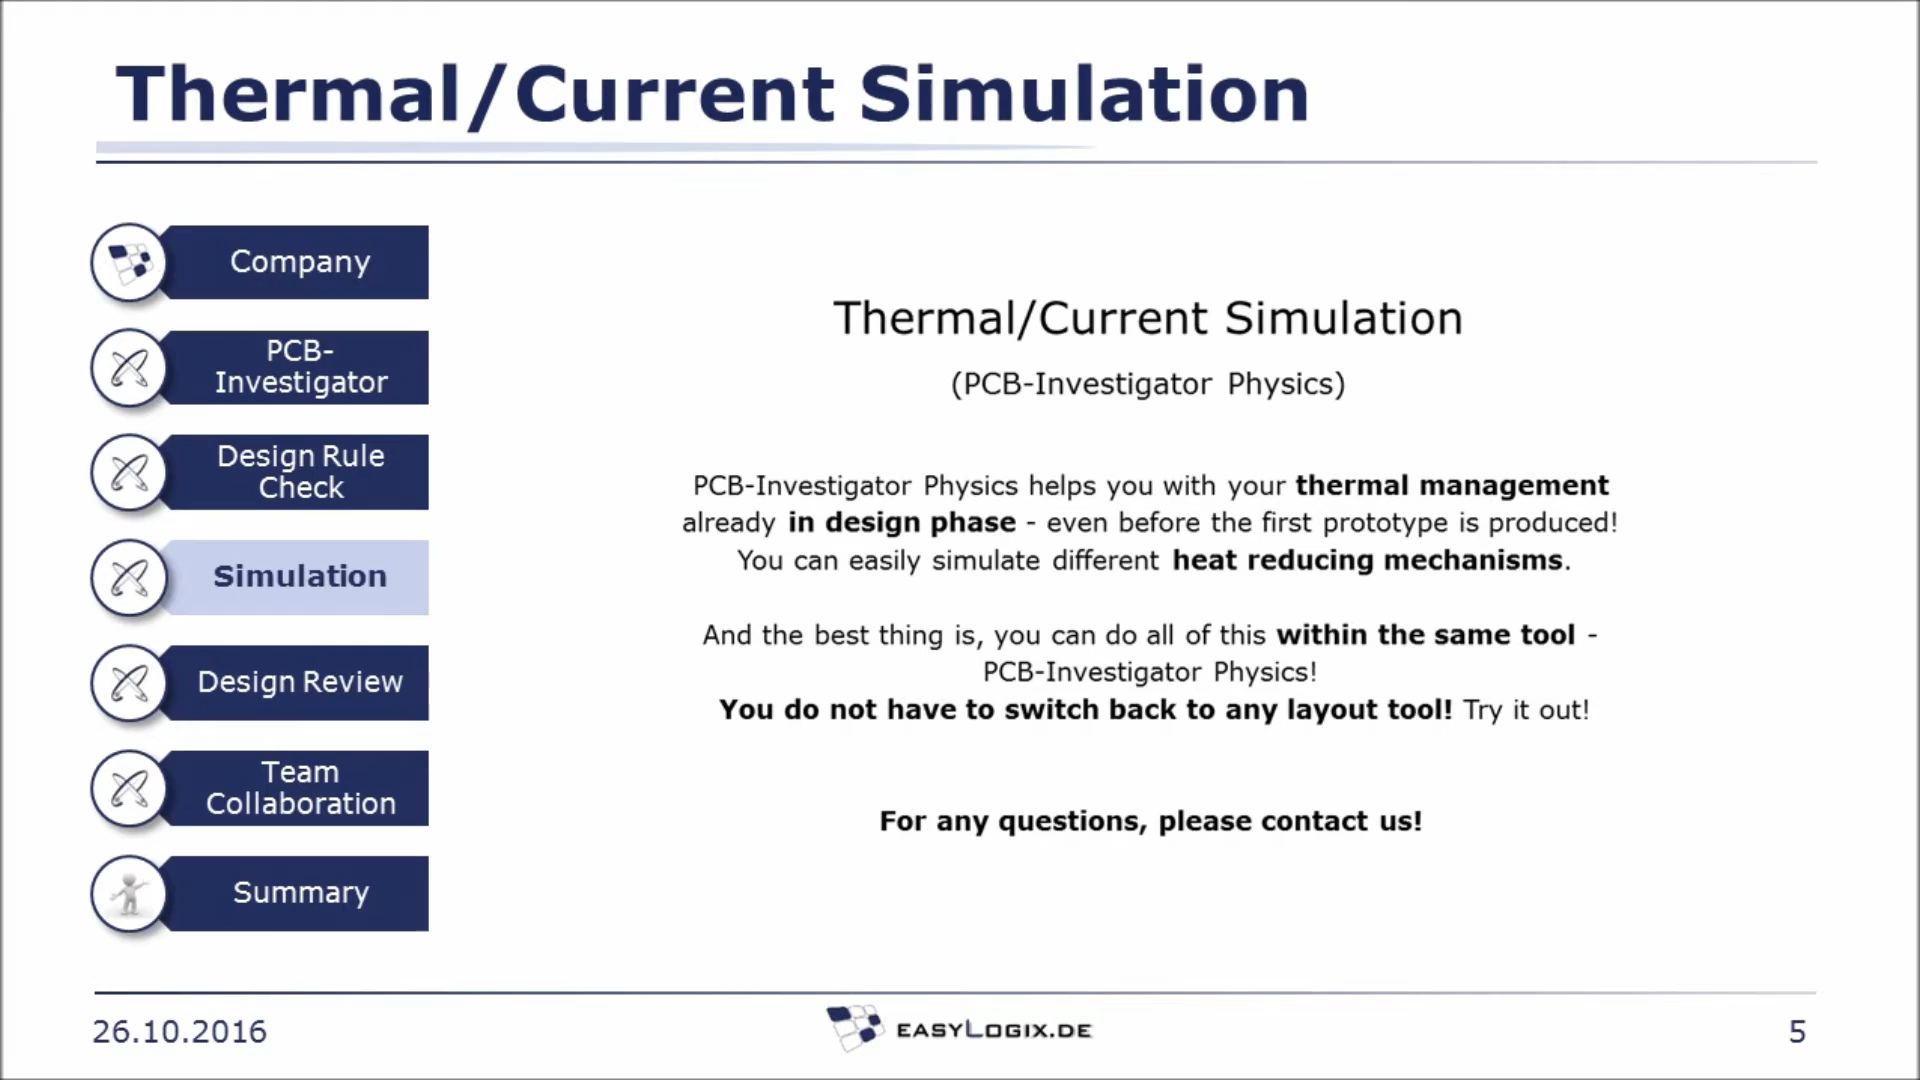 Thermal/Current Simulation
Company
PCB-
Investigator
Design Rule
Check
Simulation
Design Review
Team
Collaboration
Summary
Thermal/Current Simulation
(PCB-Investigator Physics)
PCB-Investigator Physics helps you with your thermal management
already in design phase - even before the first prototype is produced!
You can easily simulate different heat reducing mechanisms.
And the best thing is, you can do all of this within the same tool -
PCB-Investigator Physics!
You do not have to switch back to any layout tool! Try it out!
For any questions, please contact us!
26.10.2016
EASYLOGIX.DE
5